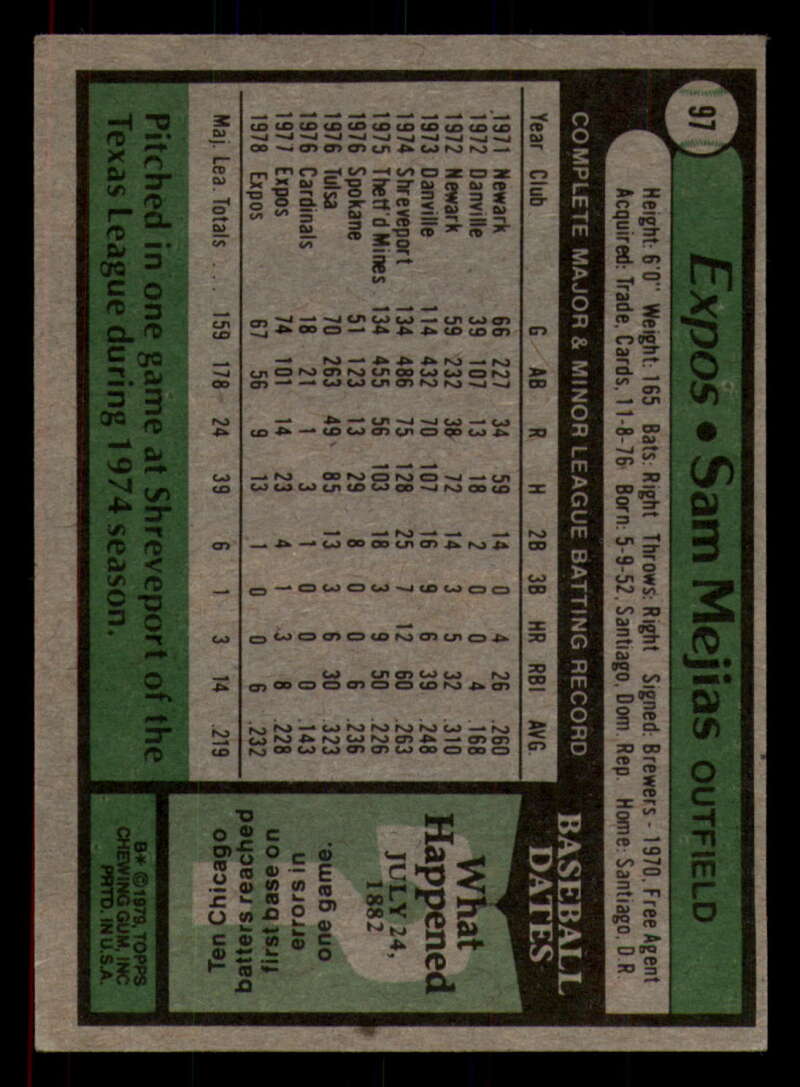 97
Expos • Sam Mejias OUTFIELD
Height: 6'0" Weight: 165 Bats: Right Throws: Right Signed: Brewers - 1970, Free Agent
Acquired: Trade, Cards, 11-8-76 Born: 5-9-52, Santiago, Dom. Rep. Home: Santiago, D.R.
COMPLETE MAJOR & MINOR LEAGUE BATTING RECORD
Year Club G AB R H 2B 3B HR RBI AVG.
1971 Newark 66 227 34 59 14 0 4 26 .260
1972 Danville 39 107 13 18 2 0 0 4 .168
1972 Newark 59 232 38 72 14 3 5 32 .310
1973 Danville 114 432 70 107 16 9 6 39 .248
1974 Shreveport 134 486 75 128 25 7 12 60 .263
1975 Thetf'd Mines 134 455 56 103 18 3 9 50 .226
1976 Spokane 51 123 13 29 8 0 0 6 .236
1976 Tulsa 70 263 49 85 13 3 6 30 .323
1976 Cardinals 18 21 1 3 1 0 0 0 .143
1977 Expos 74 101 14 23 4 1 3 8 .228
1978 Expos 67 56 9 13 1 0 0 6 .232
Maj. Lea. Totals .... 159 178 24 39 6 1 3 14 .219
Pitched in one game at Shreveport of the
Texas League during 1974 season.
BASEBALL
DATES
What
Happened
JULY 24,
1882
Ten Chicago
batters reached
first base on
errors in
one game.
B* ©1979, TOPPS
CHEWING GUM, INC
PRTD. IN U.S.A.